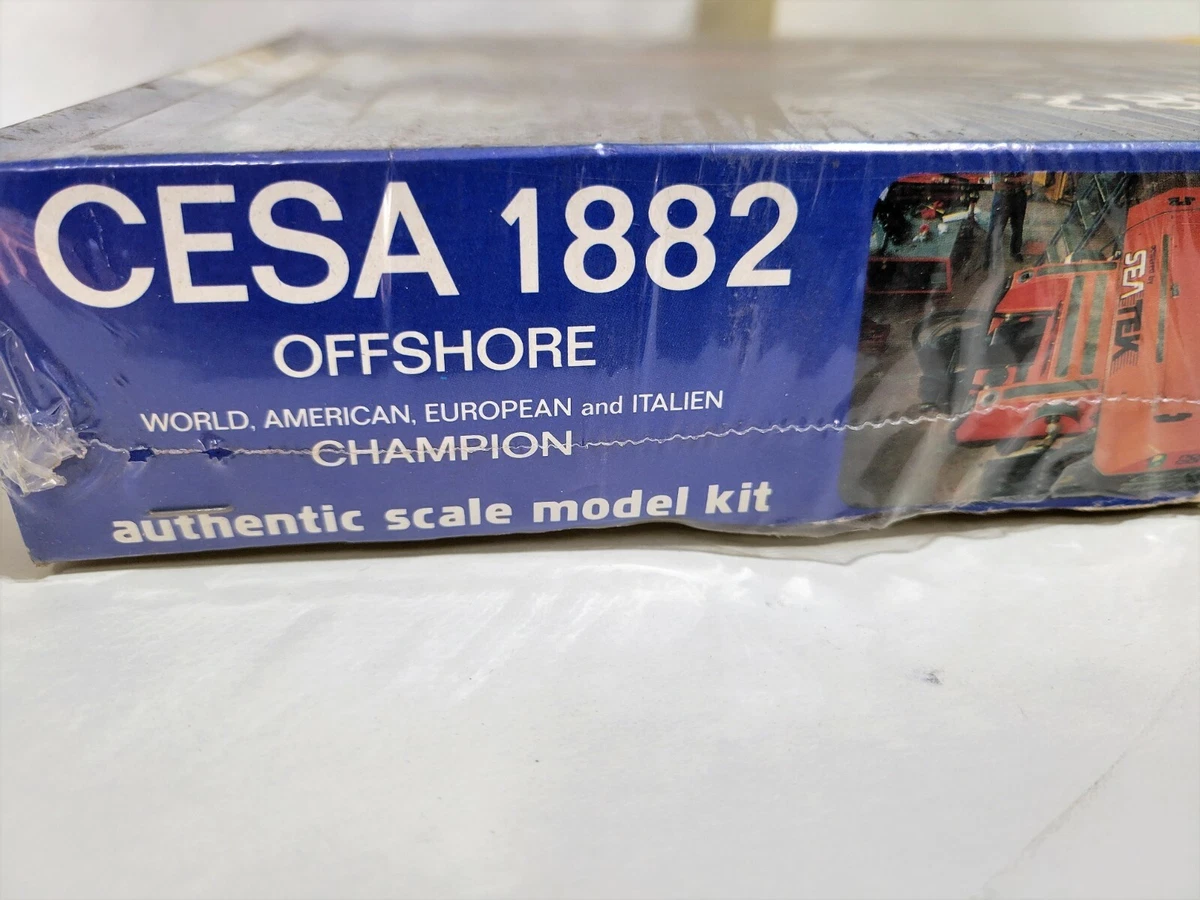 CESA 1882
OFFSHORE
WORLD, AMERICAN, EUROPEAN and ITALIEN
CHAMPION
authentic scale model kit